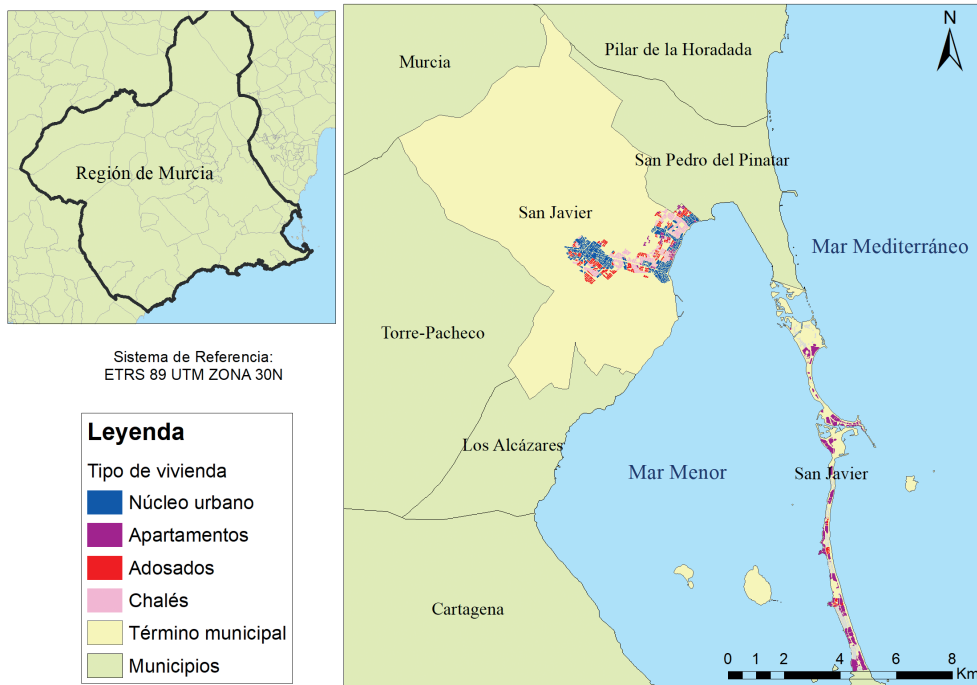 Región de Murcia
Sistema de Referencia:
ETRS 89 UTM ZONA 30N
Leyenda
Tipo de vivienda
Núcleo urbano
Apartamentos
Adosados
Chalés
Término municipal
Municipios
N
Murcia
Pilar de la Horadada
San Pedro del Pinatar
San Javier
Mar Mediterráneo
Torre-Pacheco
Los Alcázares
Mar Menor
San Javier
Cartagena
0 2 4 6 8
Km